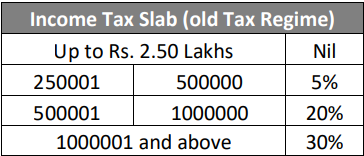 Income Tax Slab (old Tax Regime)
Up to Rs. 2.50 Lakhs Nil
250001 500000 5%
500001 1000000 20%
1000001 and above 30%